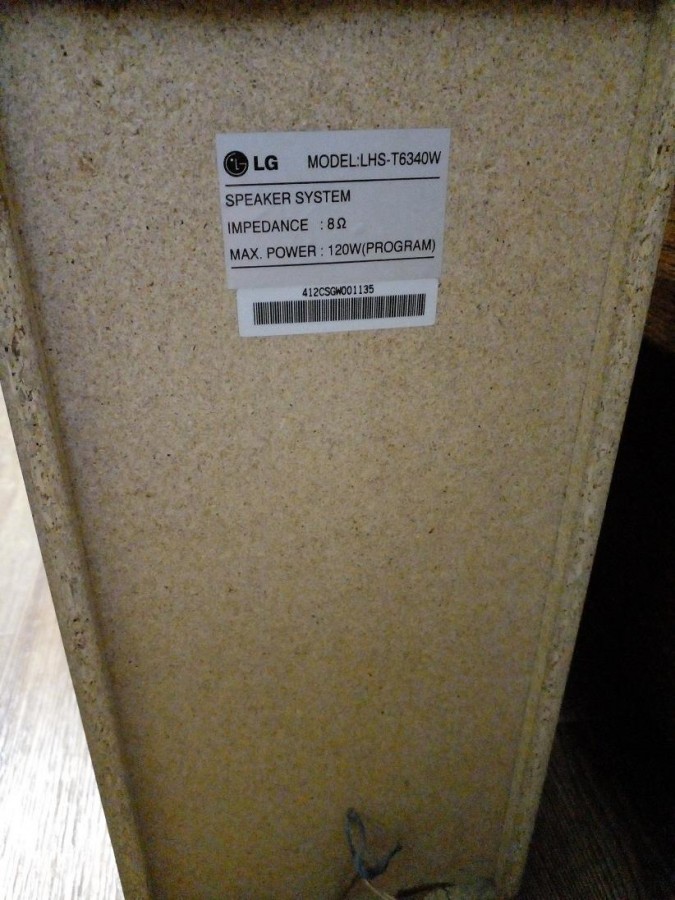 LG MODEL:LHS-T6340W
SPEAKER SYSTEM
IMPEDANCE : 8Ω
MAX. POWER : 120W(PROGRAM)
412CSGW001135